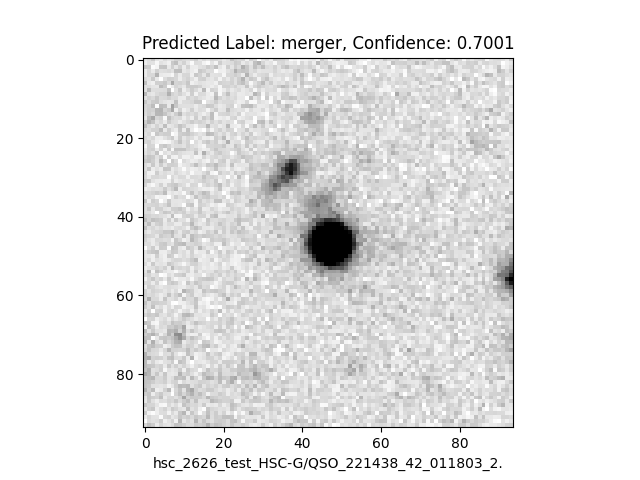 Predicted Label: merger, Confidence: 0.7001
0
20
40
60
80
0 20 40 60 80
hsc_2626_test_HSC-G/QSO_221438_42_011803_2.